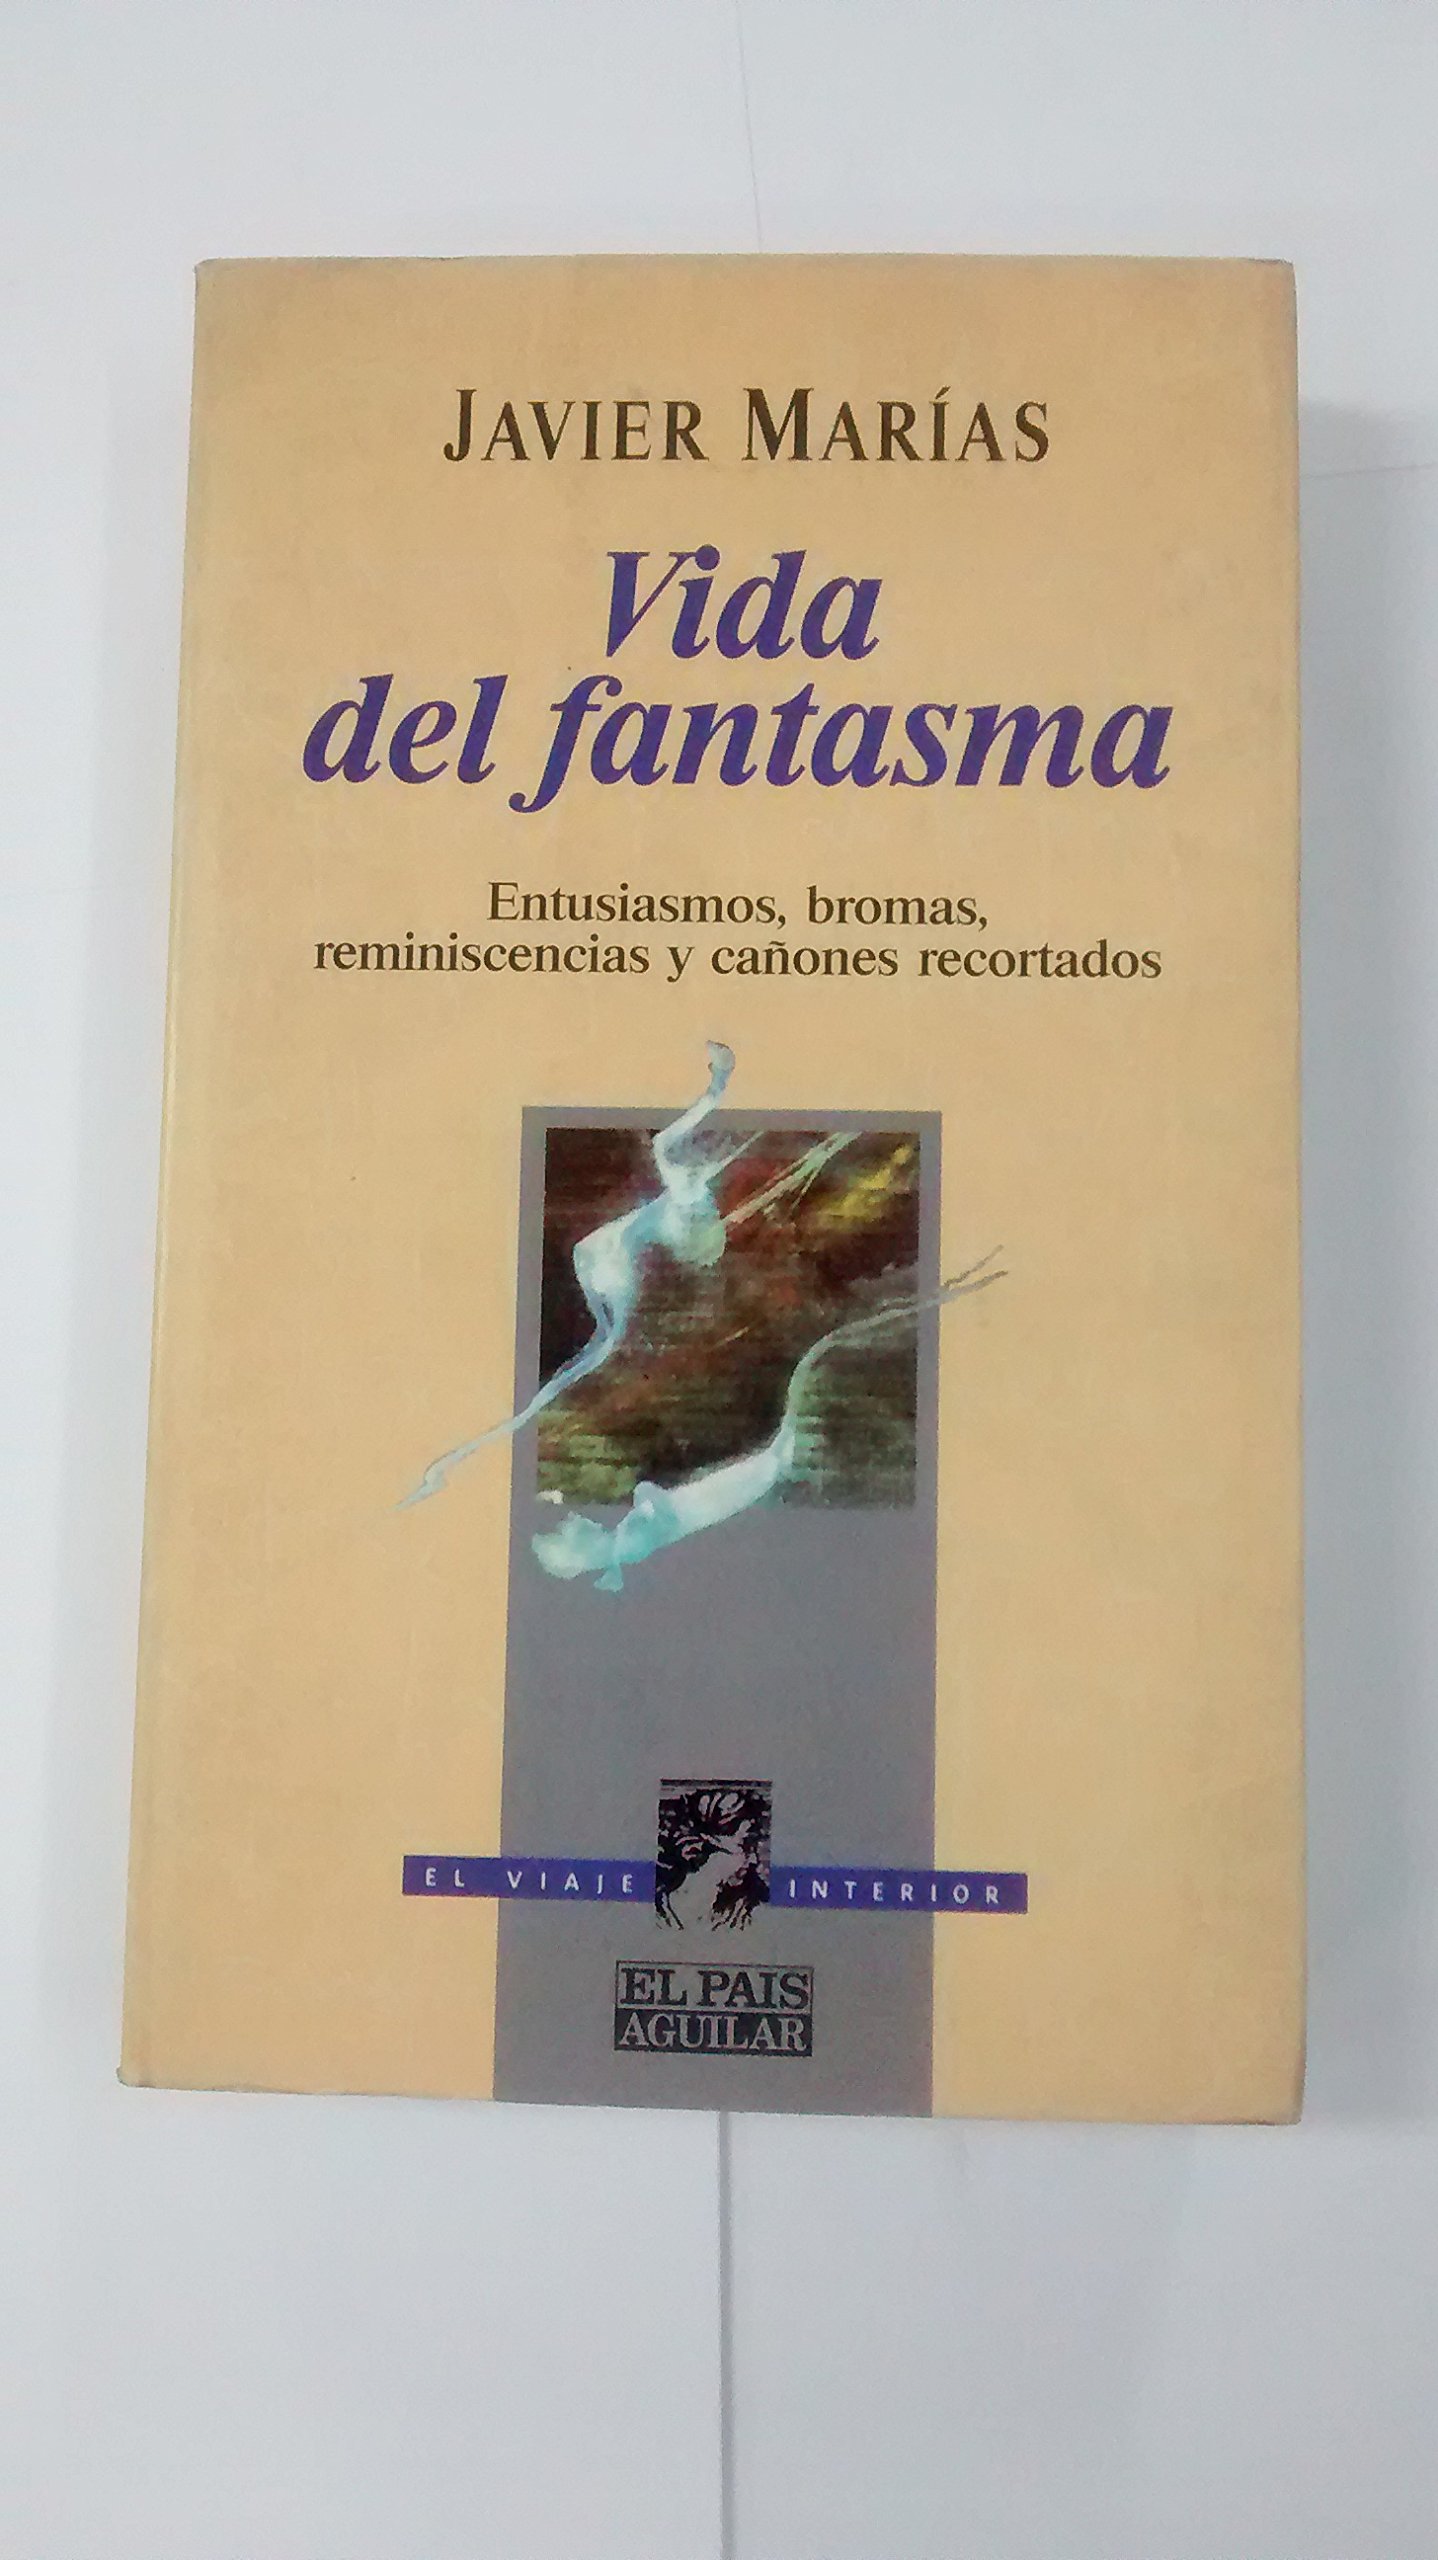 JAVIER MARÍAS
Vida
del fantasma
Entusiasmos, bromas,
reminiscencias y cañones recortados
EL VIAJE INTERIOR
EL PAIS
AGUILAR